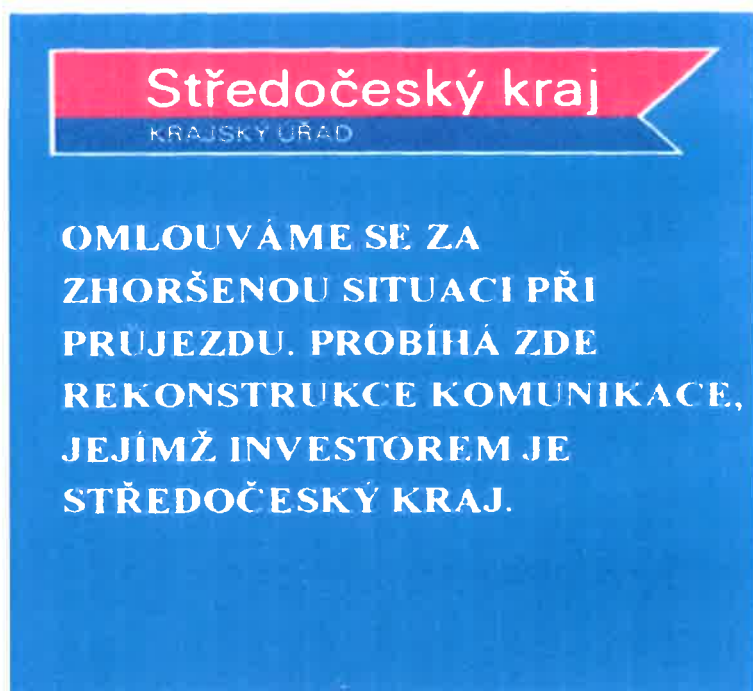 Středočeský kraj
KRAJSKÝ ÚŘAD
OMLOUVÁME SE ZA
ZHORŠENOU SITUACI PŘI
PRŮJEZDU. PROBÍHÁ ZDE
REKONSTRUKCE KOMUNIKACE,
JEJÍMŽ INVESTOREM JE
STŘEDOČESKÝ KRAJ.